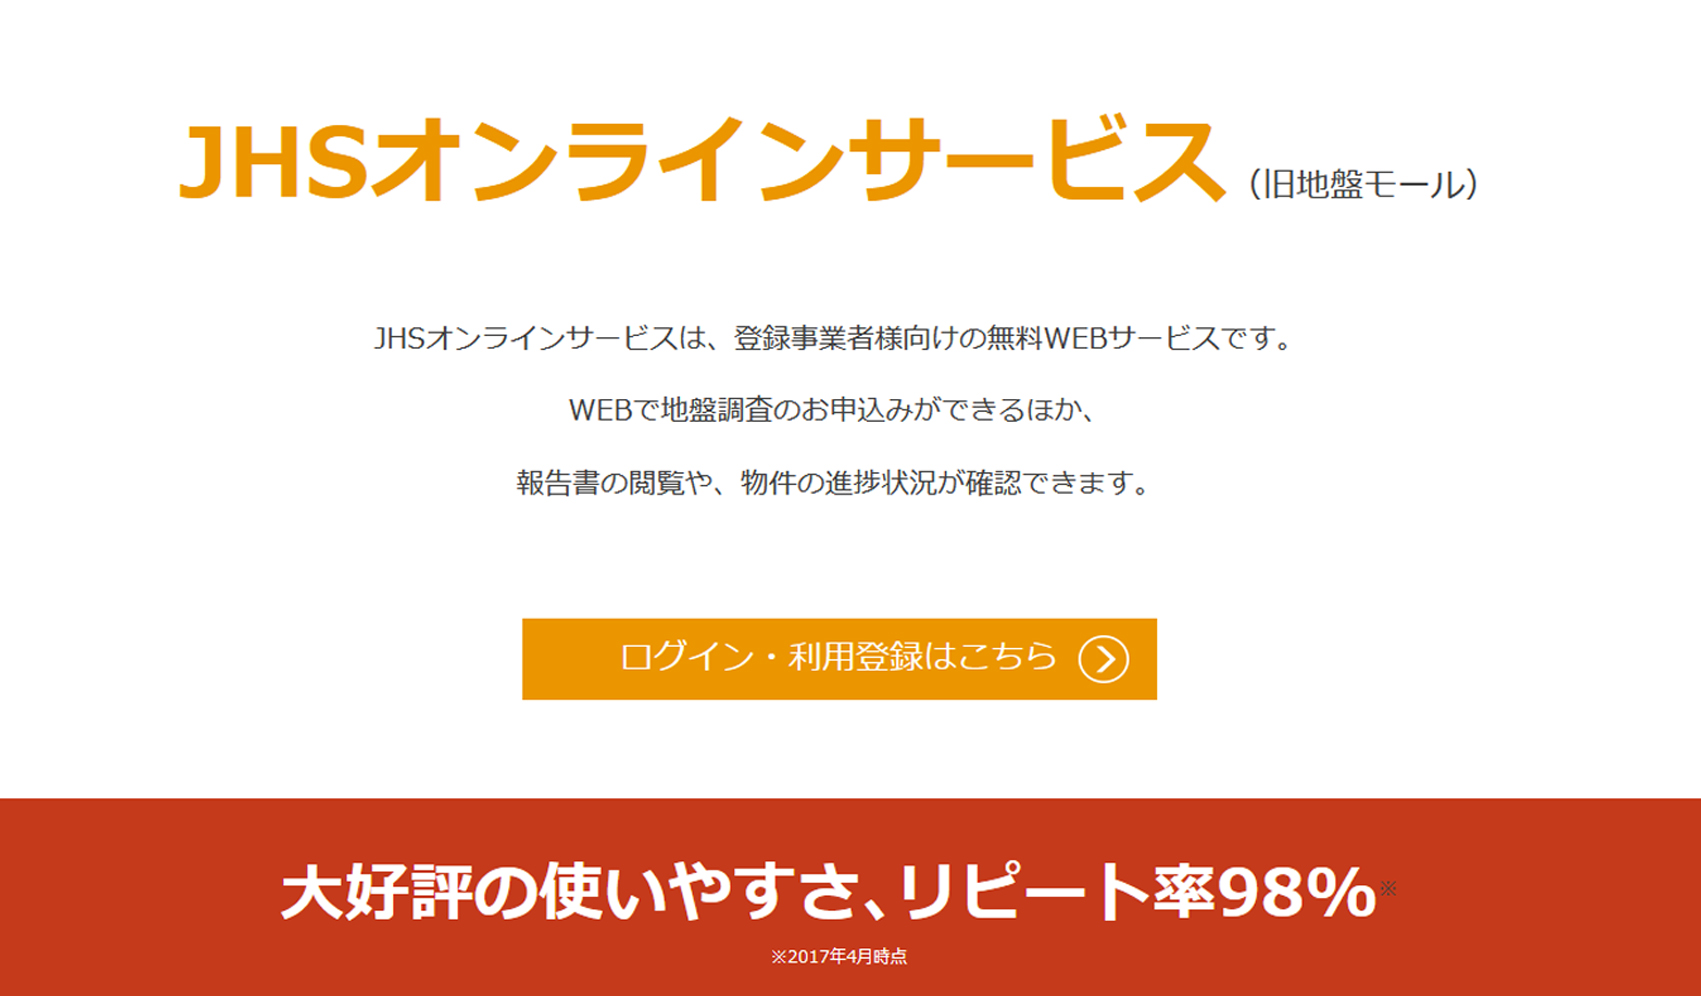 JHSオンラインサービス（旧地盤モール）
JHSオンラインサービスは、登録事業者様向けの無料WEBサービスです。
WEBで地盤調査のお申込みができるほか、
報告書の閲覧や、物件の進捗状況が確認できます。
ログイン・利用登録はこちら
大好評の使いやすさ、リピート率98%※
※2017年4月時点